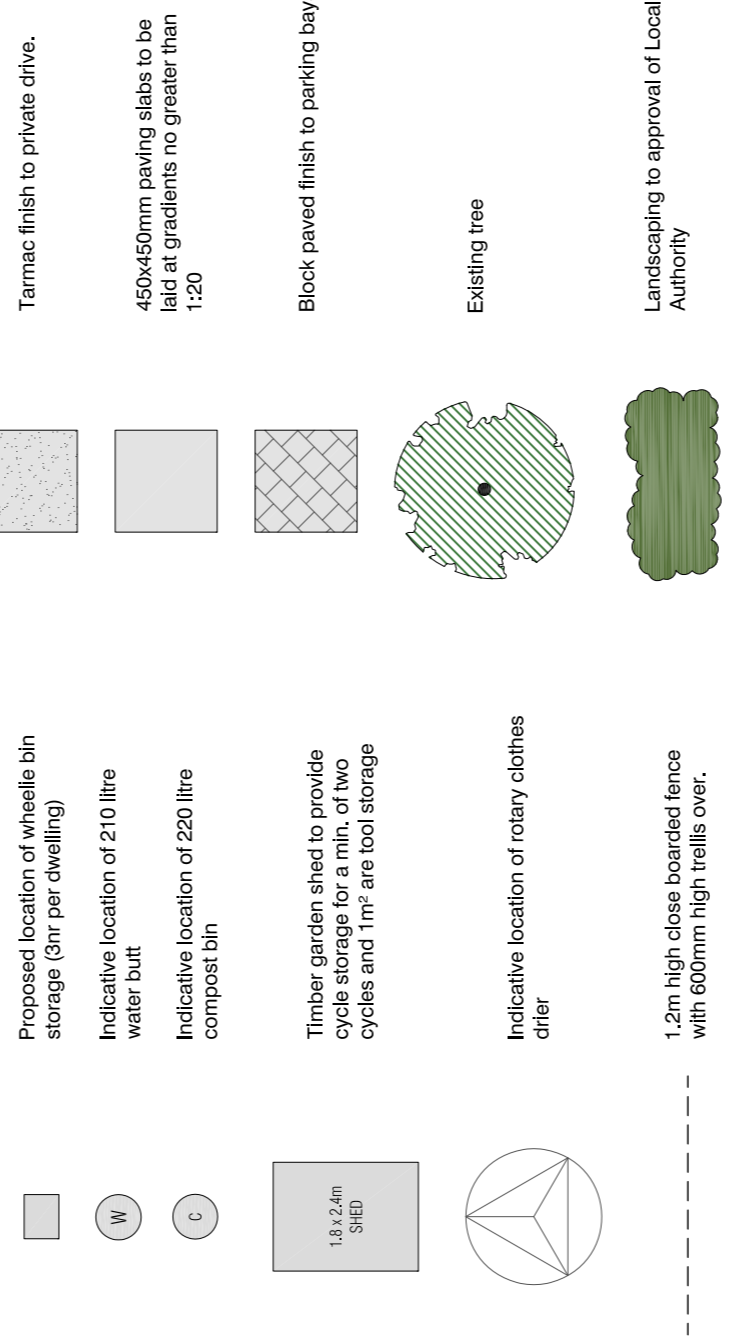 Proposed location of wheelie bin
storage (3nr per dwelling)
W
Indicative location of 210 litre
water butt
C
Indicative location of 220 litre
compost bin
1.8 x 2.4m
SHED
Timber garden shed to provide
cycle storage for a min. of two
cycles and 1m² are tool storage
Indicative location of rotary clothes
drier
1.2m high close boarded fence
with 600mm high trellis over.
Tarmac finish to private drive.
450x450mm paving slabs to be
laid at gradients no greater than
1:20
Block paved finish to parking bay
Existing tree
Landscaping to approval of Local
Authority